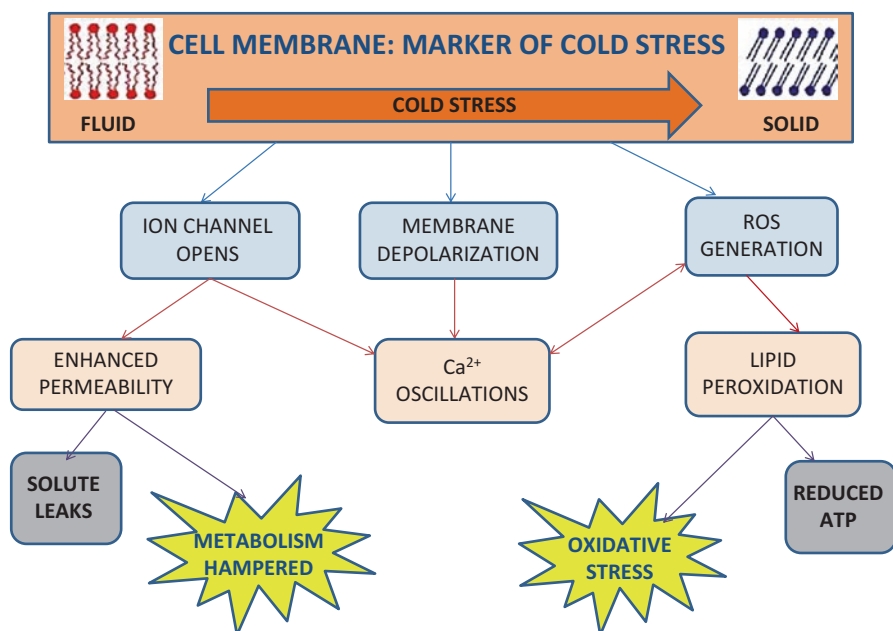 CELL MEMBRANE: MARKER OF COLD STRESS
COLD STRESS
FLUID
SOLID
ION CHANNEL
OPENS
MEMBRANE
DEPOLARIZATION
ROS
GENERATION
ENHANCED
PERMEABILITY
Ca²⁺
OSCILLATIONS
LIPID
PEROXIDATION
SOLUTE
LEAKS
METABOLISM
HAMPERED
OXIDATIVE
STRESS
REDUCED
ATP